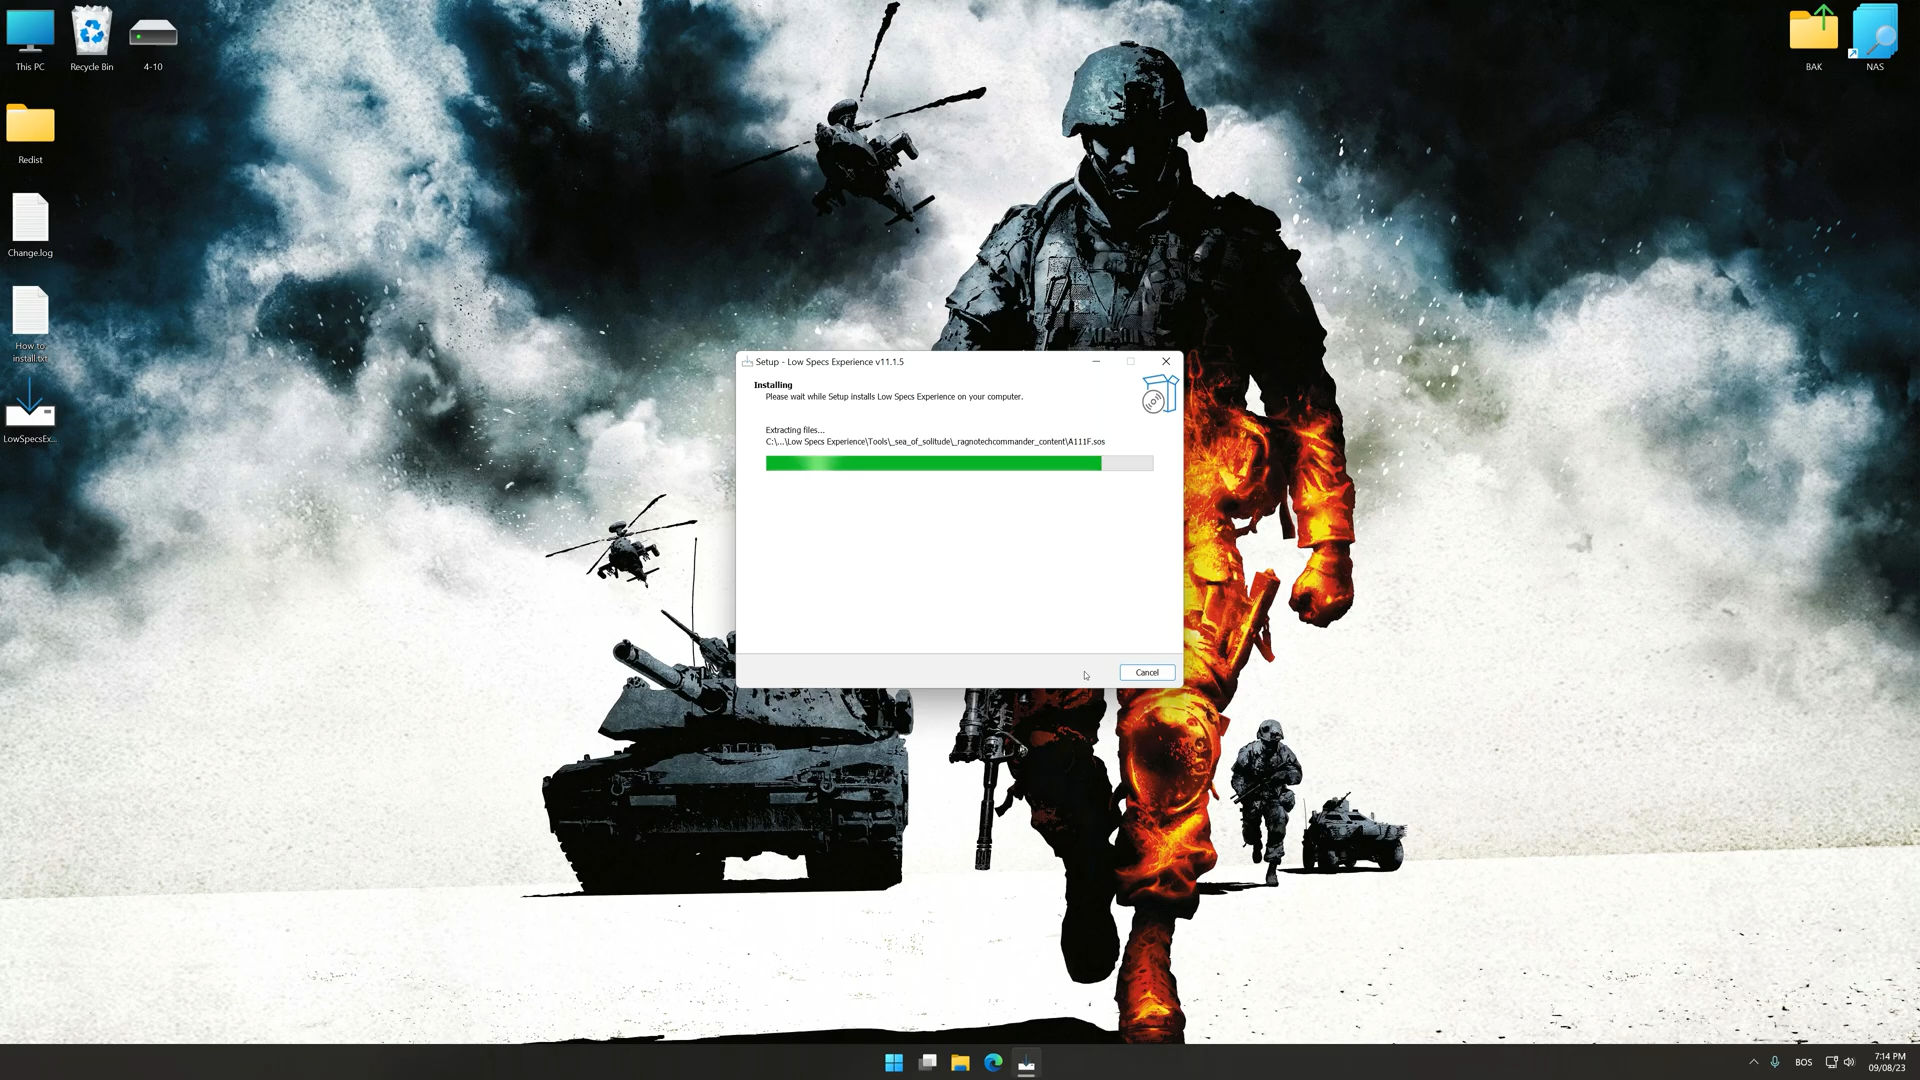 This PC
Recycle Bin
4-10
BAK
NAS
Redist
Change.log
How to
install.txt
LowSpecsEx...
Setup - Low Specs Experience v11.1.5
Installing
Please wait while Setup installs Low Specs Experience on your computer.
Extracting files...
C:\...\Low Specs Experience\Tools\_sea_of_solitude\_ragnotechcommander_content\A111F.sos
Cancel
BOS
7:14 PM
09/08/23